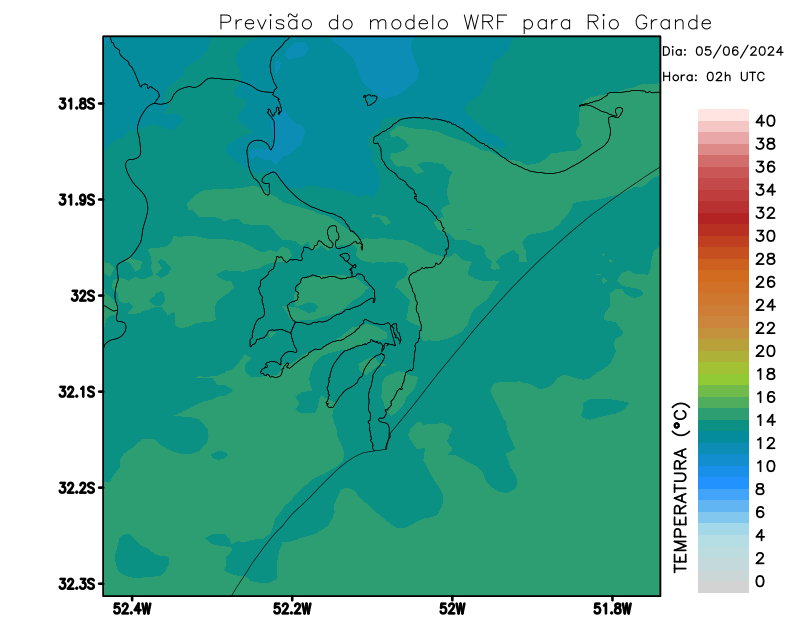 Previsão do modelo WRF para Rio Grande
Dia: 05/06/2024
Hora: 02h UTC
31.8S
31.9S
32S
32.1S
32.2S
32.3S
52.4W
52.2W
52W
51.8W
TEMPERATURA (°C)
40
38
36
34
32
30
28
26
24
22
20
18
16
14
12
10
8
6
4
2
0